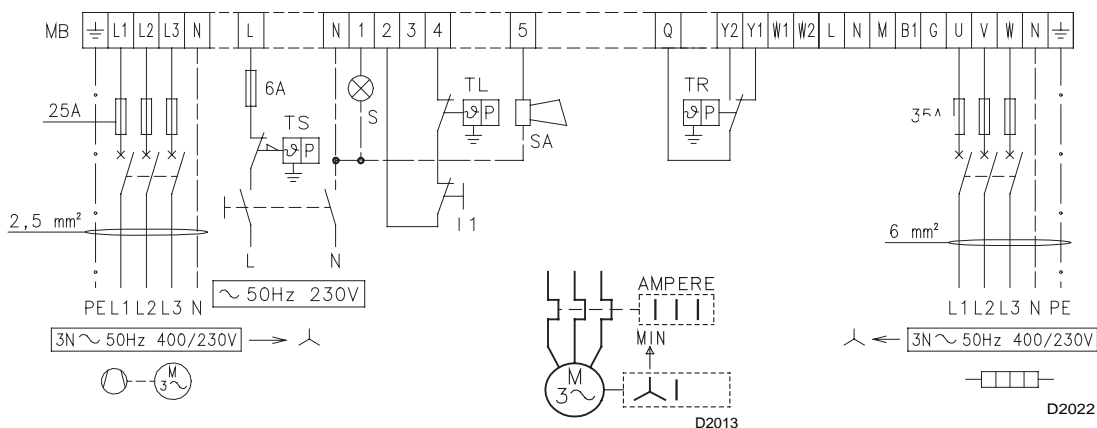 MB L1 L2 L3 N L N 1 2 3 4 5 Q Y2 Y1 W1 W2 L N M B1 G U V W N
6A TL TR
25A S ϑ P ϑ P
TS SA
ϑ P
I1
2,5 mm² 6 mm²
L N
∼ 50Hz 230V AMPERE
PE L1 L2 L3 N L1 L2 L3 N PE
3N ∼ 50Hz 400/230V MIN 3N ∼ 50Hz 400/230V
M 3∼ M 3∼
D2013 D2022